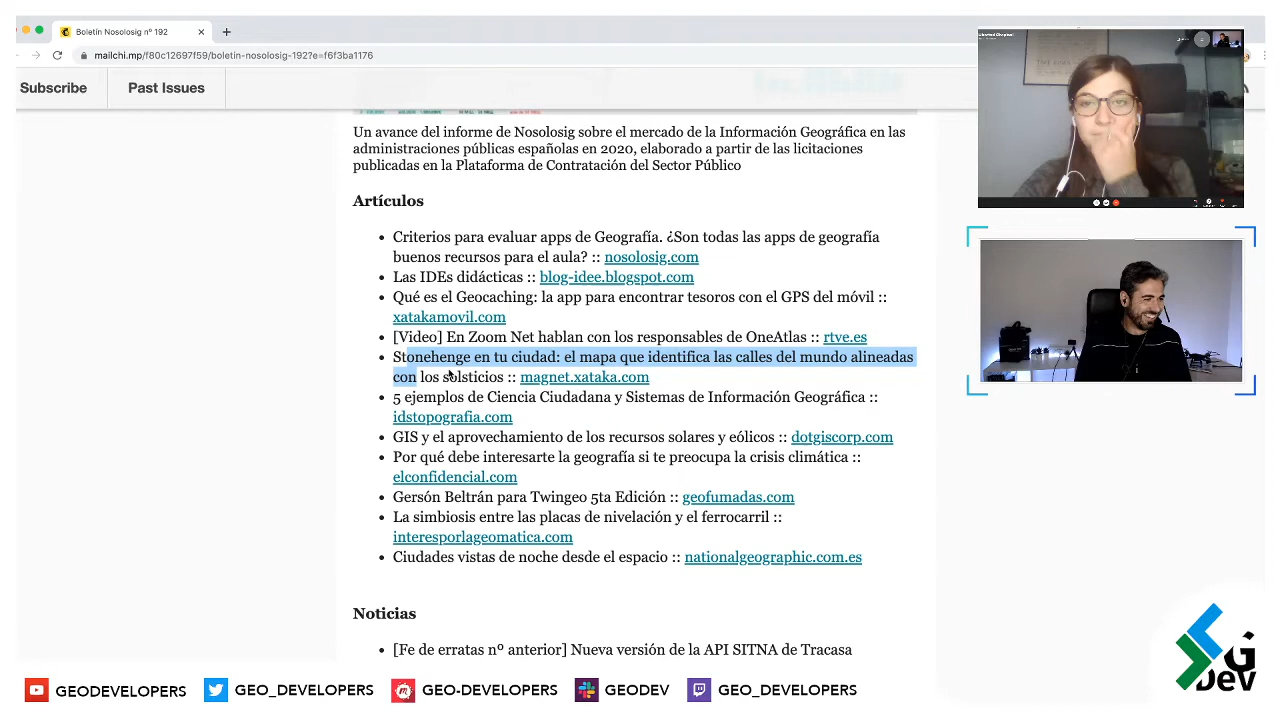 Boletín Nosolosig nº 192
mailchi.mp/f80c12697f59/boletin-nosolosig-192?e=f6f3ba1176
Subscribe
Past Issues
Un avance del informe de Nosolosig sobre el mercado de la Información Geográfica en las
administraciones públicas españolas en 2020, elaborado a partir de las licitaciones
publicadas en la Plataforma de Contratación del Sector Público
Artículos
• Criterios para evaluar apps de Geografía. ¿Son todas las apps de geografía
buenos recursos para el aula? :: nosolosig.com
• Las IDEs didácticas :: blog-idee.blogspot.com
• Qué es el Geocaching: la app para encontrar tesoros con el GPS del móvil ::
xatakamovil.com
• [Video] En Zoom Net hablan con los responsables de OneAtlas :: rtve.es
• Stonehenge en tu ciudad: el mapa que identifica las calles del mundo alineadas
con los solsticios :: magnet.xataka.com
• 5 ejemplos de Ciencia Ciudadana y Sistemas de Información Geográfica ::
idstopografia.com
• GIS y el aprovechamiento de los recursos solares y eólicos :: dotgiscorp.com
• Por qué debe interesarte la geografía si te preocupa la crisis climática ::
elconfidencial.com
• Gersón Beltrán para Twingeo 5ta Edición :: geofumadas.com
• La simbiosis entre las placas de nivelación y el ferrocarril ::
interesporlageomatica.com
• Ciudades vistas de noche desde el espacio :: nationalgeographic.com.es
Noticias
• [Fe de erratas nº anterior] Nueva versión de la API SITNA de Tracasa
GEODEVELOPERS
GEO_DEVELOPERS
GEO-DEVELOPERS
GEODEV
GEO_DEVELOPERS
G
Dev